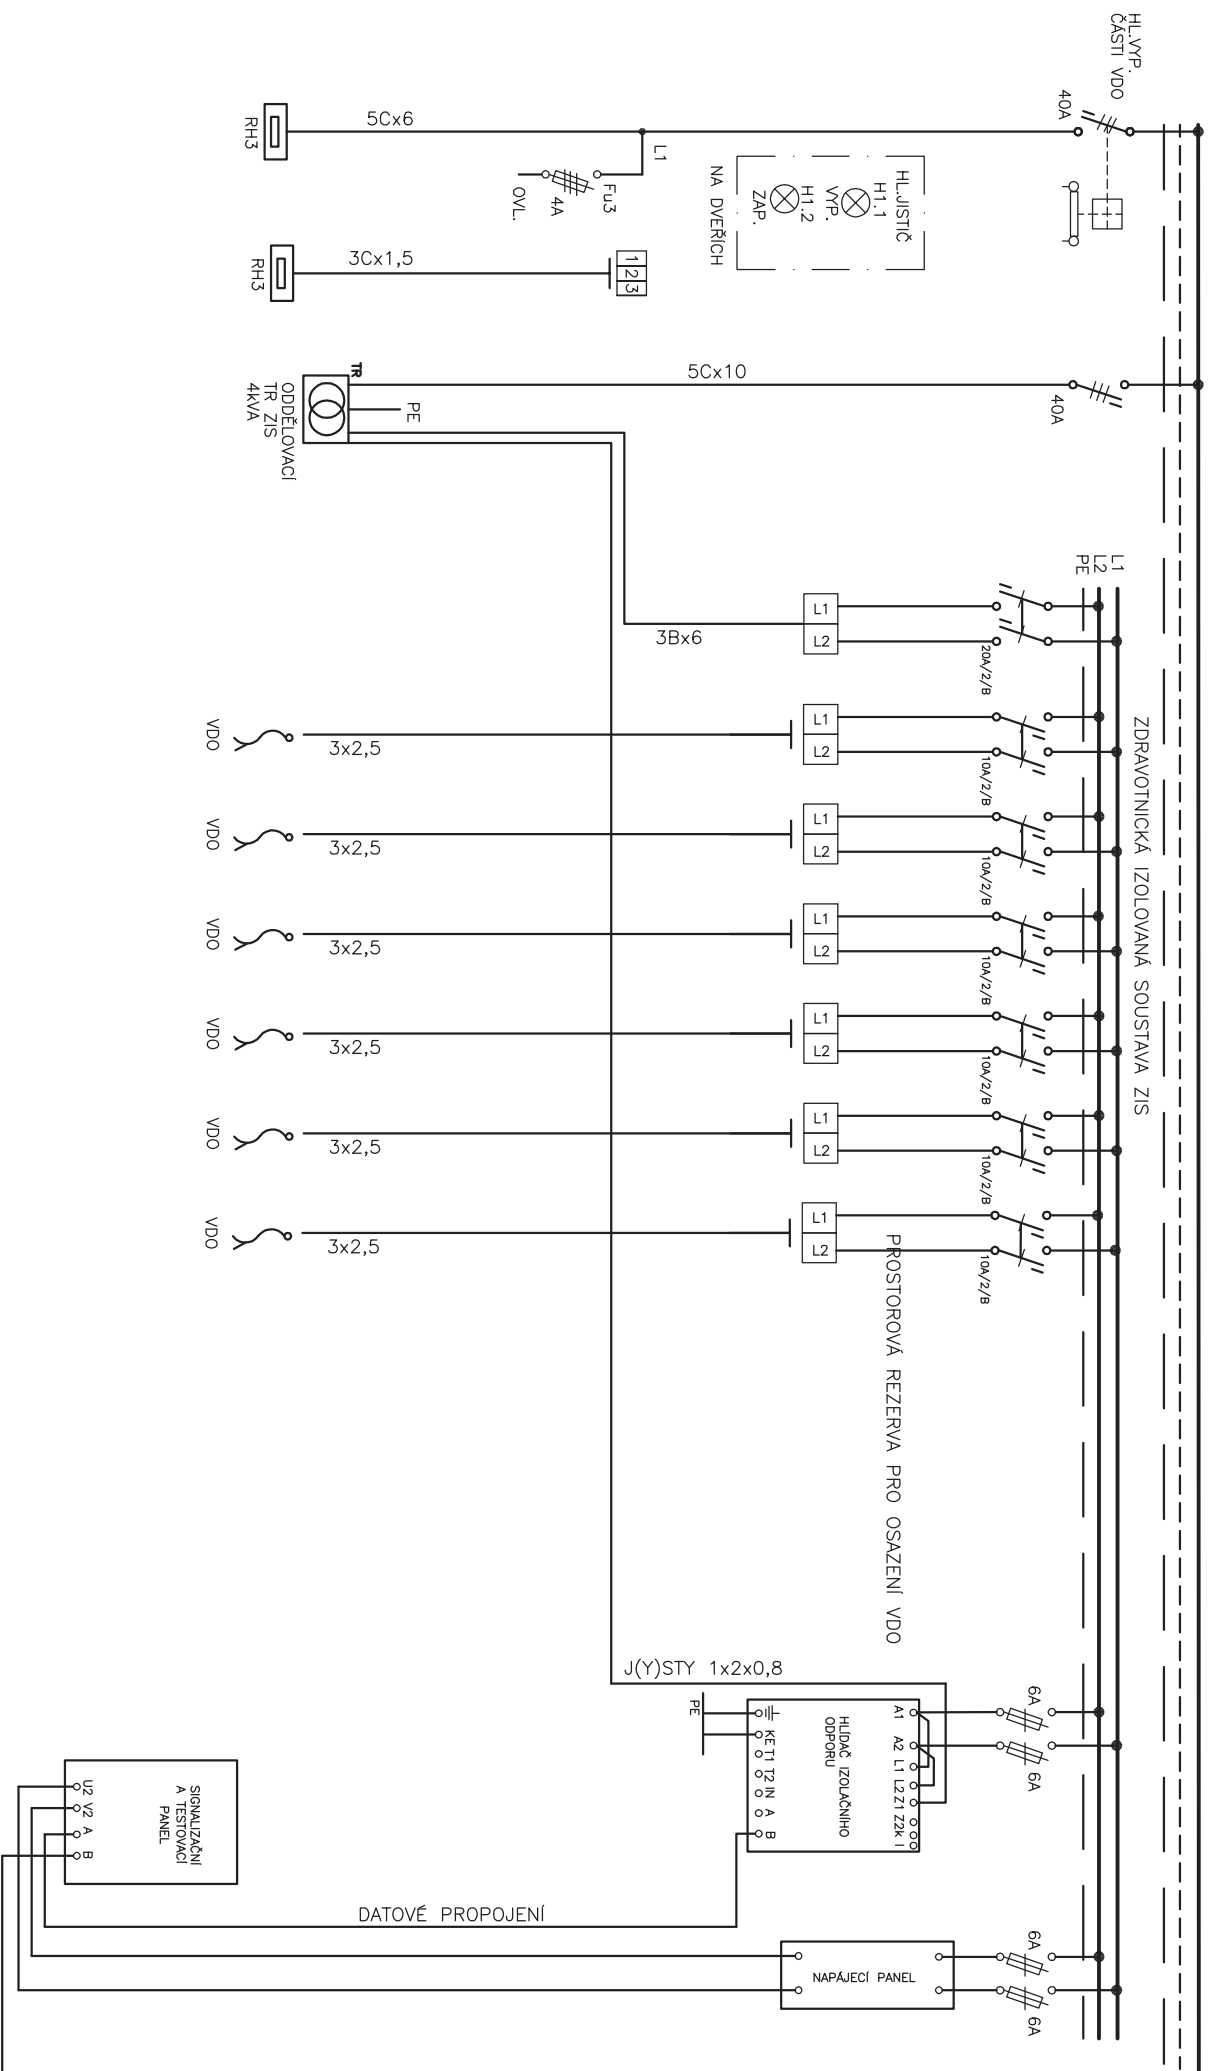 HL.VYP.
ČÁSTI VDO
40A
5Cx6
RH3
L1
Fu3
4A
OVL.
HL.JISTIČ
H1.1
VYP.
H1.2
ZAP.
NA DVEŘÍCH
1 2 3
3Cx1,5
RH3
40A
5Cx10
TR
PE
ODDĚLOVACÍ
TR ZIS
4kVA
L1
L2
PE
ZDRAVOTNICKÁ IZOLOVANÁ SOUSTAVA ZIS
20A/2/B
L1
L2
3Bx6
10A/2/B
L1
L2
3x2,5
VDO
10A/2/B
L1
L2
3x2,5
VDO
10A/2/B
L1
L2
3x2,5
VDO
10A/2/B
L1
L2
3x2,5
VDO
10A/2/B
L1
L2
3x2,5
VDO
10A/2/B
L1
L2
3x2,5
VDO
PROSTOROVÁ REZERVA PRO OSAZENÍ VDO
J(Y)STY 1x2x0,8
6A
6A
A1 A2 L1 L2 Z1 Z2 k I
HLÍDAČ IZOLAČNÍHO
ODPORU
KE T1 T2 IN A B
PE
6A
6A
NAPÁJECÍ PANEL
DATOVÉ PROPOJENÍ
SIGNALIZAČNÍ
A TESTOVACÍ
PANEL
U2 V2 A B